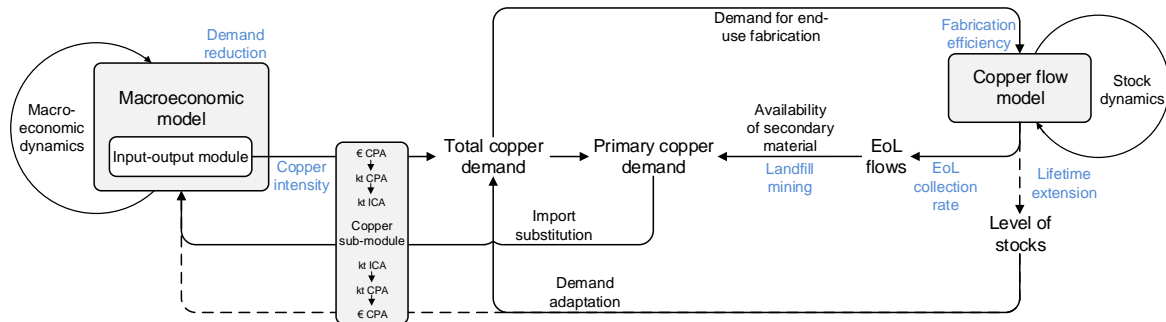 Demand
reduction
Macroeconomic
model
Macro-
economic
dynamics
Input-output module
Copper
intensity
€ CPA
kt CPA
kt ICA
Copper
sub-module
kt ICA
kt CPA
€ CPA
Total copper
demand
Primary copper
demand
Import
substitution
Demand
adaptation
Demand for end-
use fabrication
Availability
of secondary
material
Landfill
mining
EoL
flows
EoL
collection
rate
Fabrication
efficiency
Copper flow
model
Stock
dynamics
Lifetime
extension
Level of
stocks